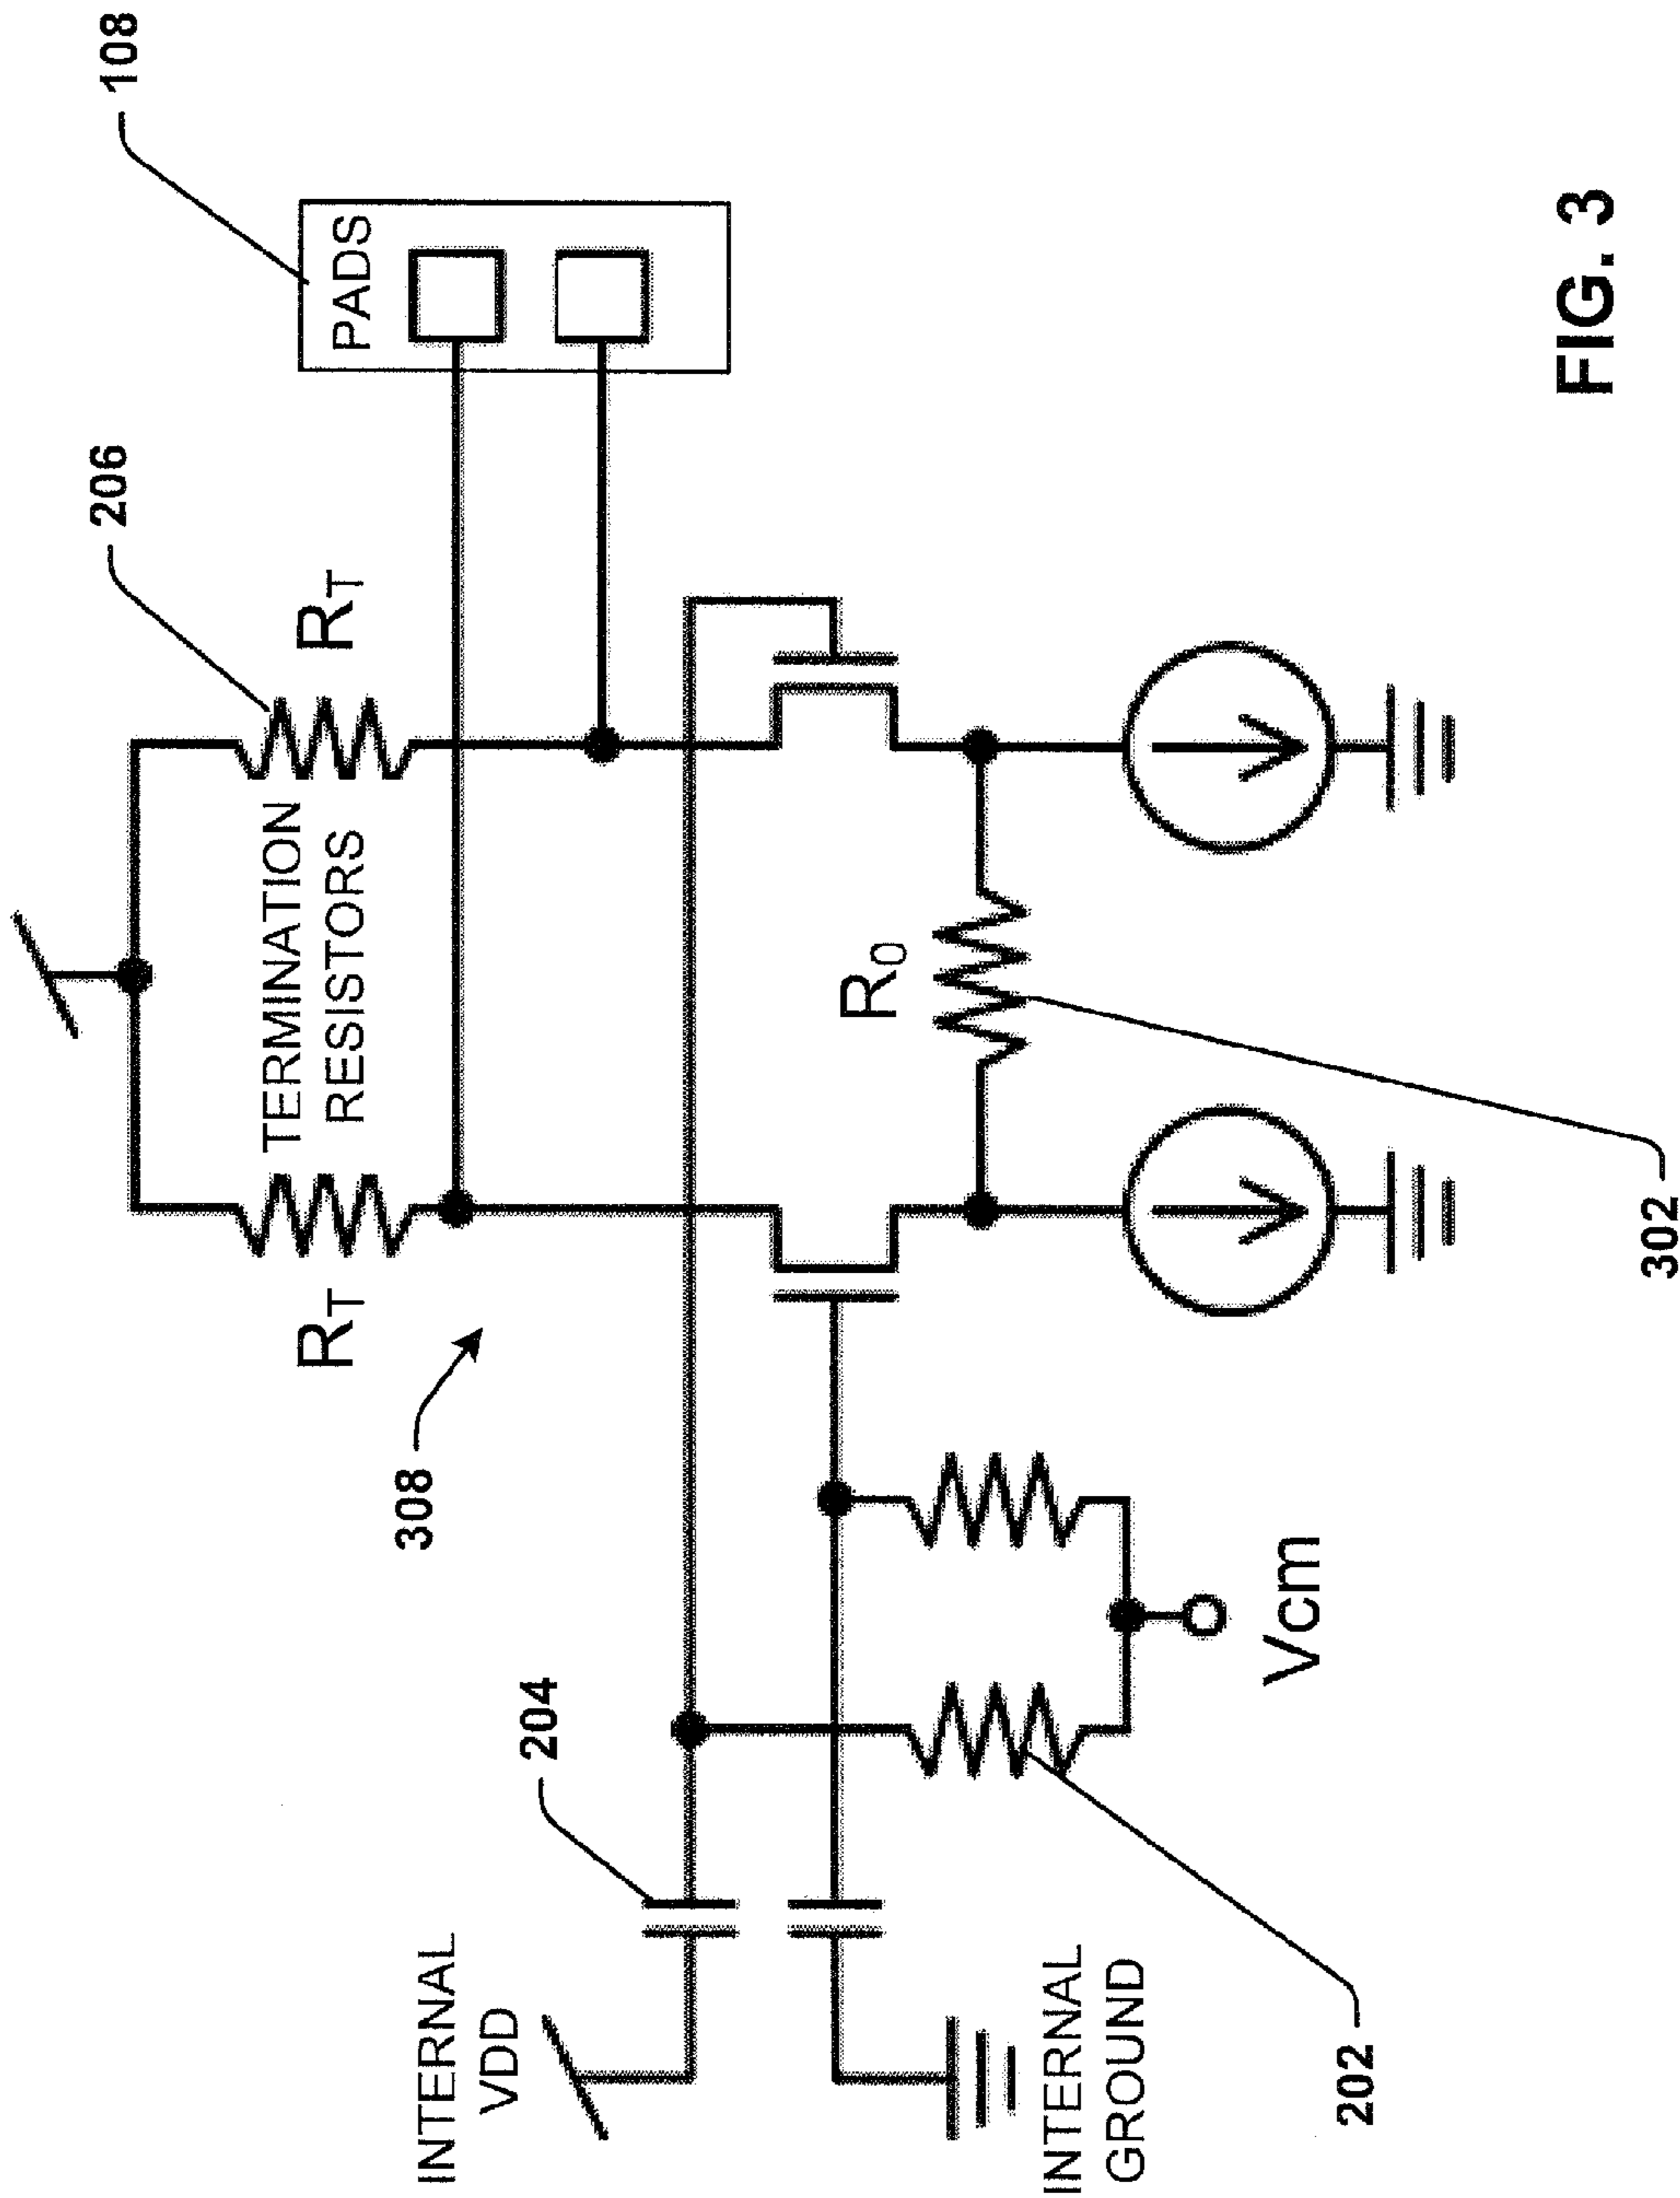 108
206
PADS
R_T
TERMINATION
RESISTORS
R_T
308
204
INTERNAL
VDD
R_0
Vcm
INTERNAL
GROUND
202
302
FIG. 3